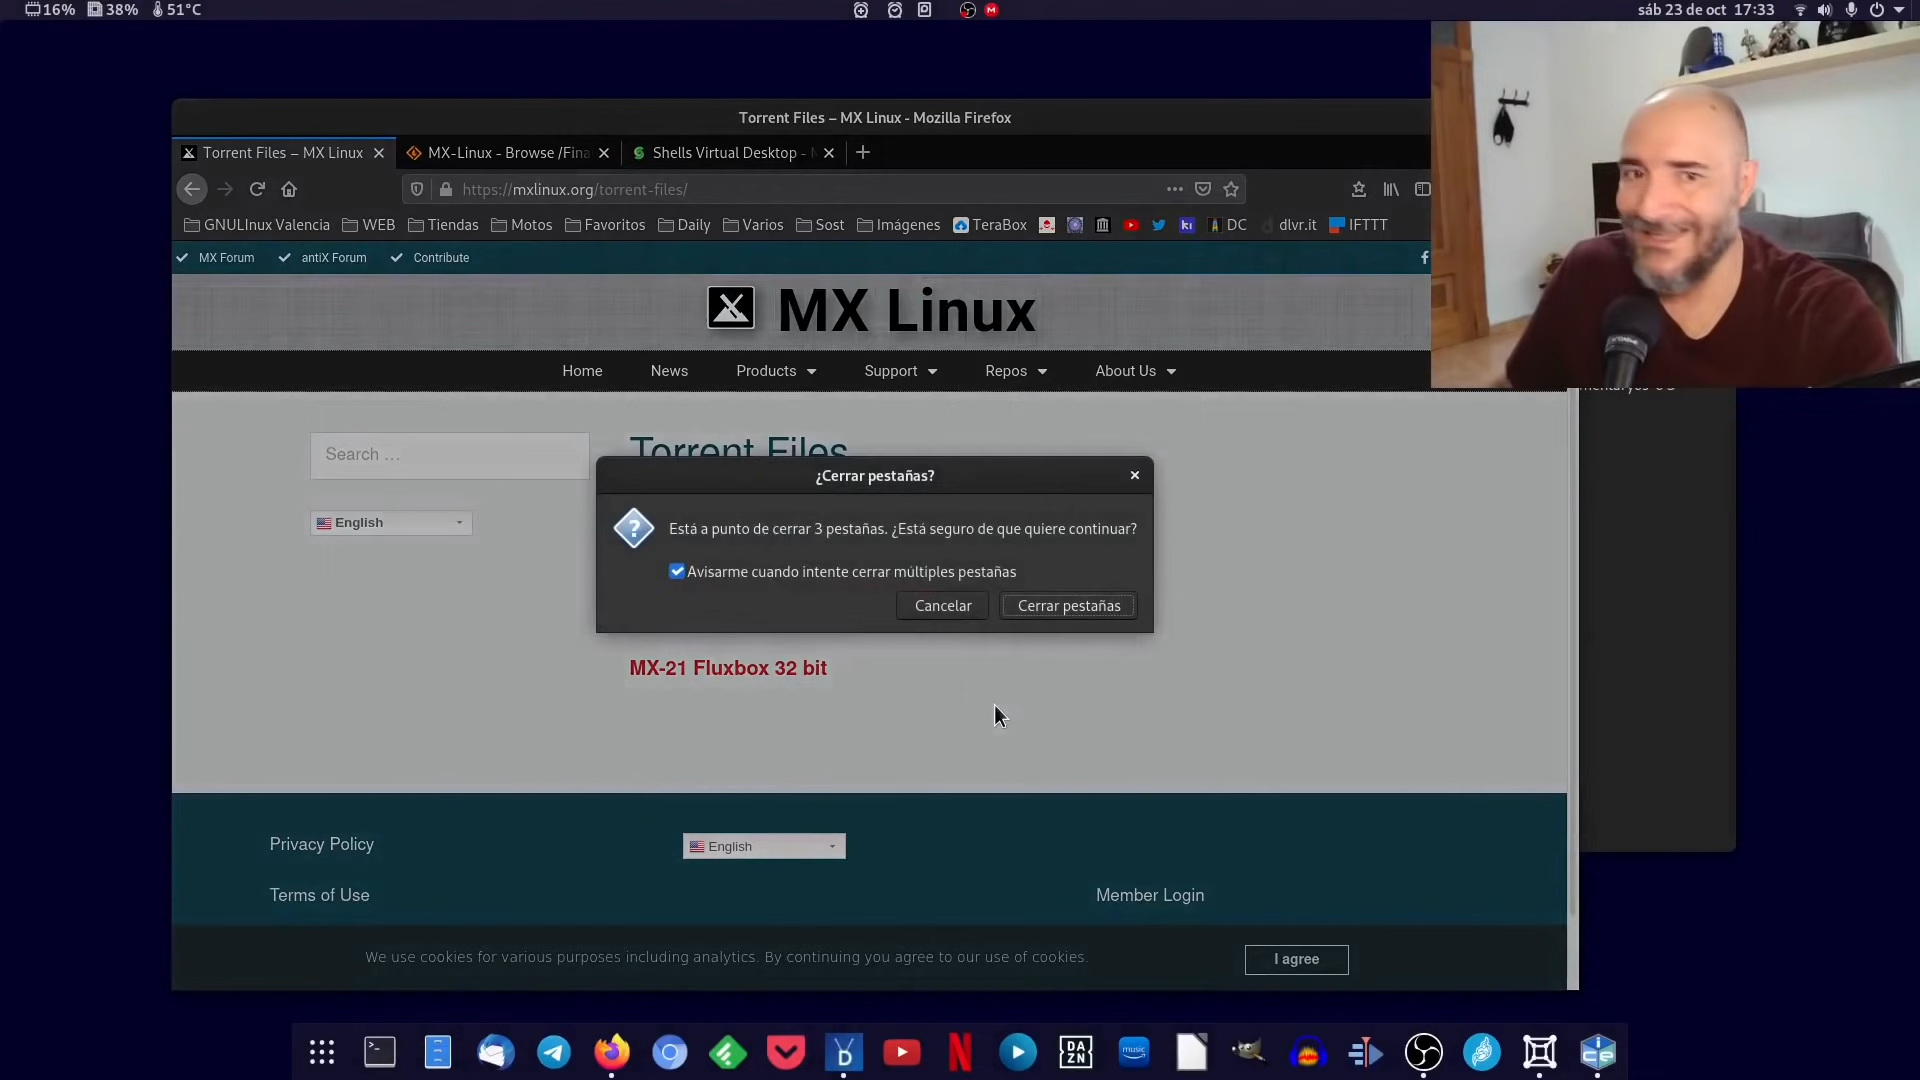 16% 38% 51°C
sáb 23 de oct 17:33
Torrent Files – MX Linux - Mozilla Firefox
Torrent Files – MX Linux
MX-Linux - Browse /Fina
Shells Virtual Desktop -
https://mxlinux.org/torrent-files/
GNULInux Valencia WEB Tiendas Motos Favoritos Daily Varios Sost Imágenes TeraBox DC dlvr.it IFTTT
MX Forum antiX Forum Contribute
MX Linux
Home News Products Support Repos About Us
Search ...
Torrent Files
English
¿Cerrar pestañas?
Está a punto de cerrar 3 pestañas. ¿Está seguro de que quiere continuar?
Avisarme cuando intente cerrar múltiples pestañas
Cancelar Cerrar pestañas
MX-21 Fluxbox 32 bit
Privacy Policy
English
Terms of Use
Member Login
We use cookies for various purposes including analytics. By continuing you agree to our use of cookies.
I agree
DAZN
music